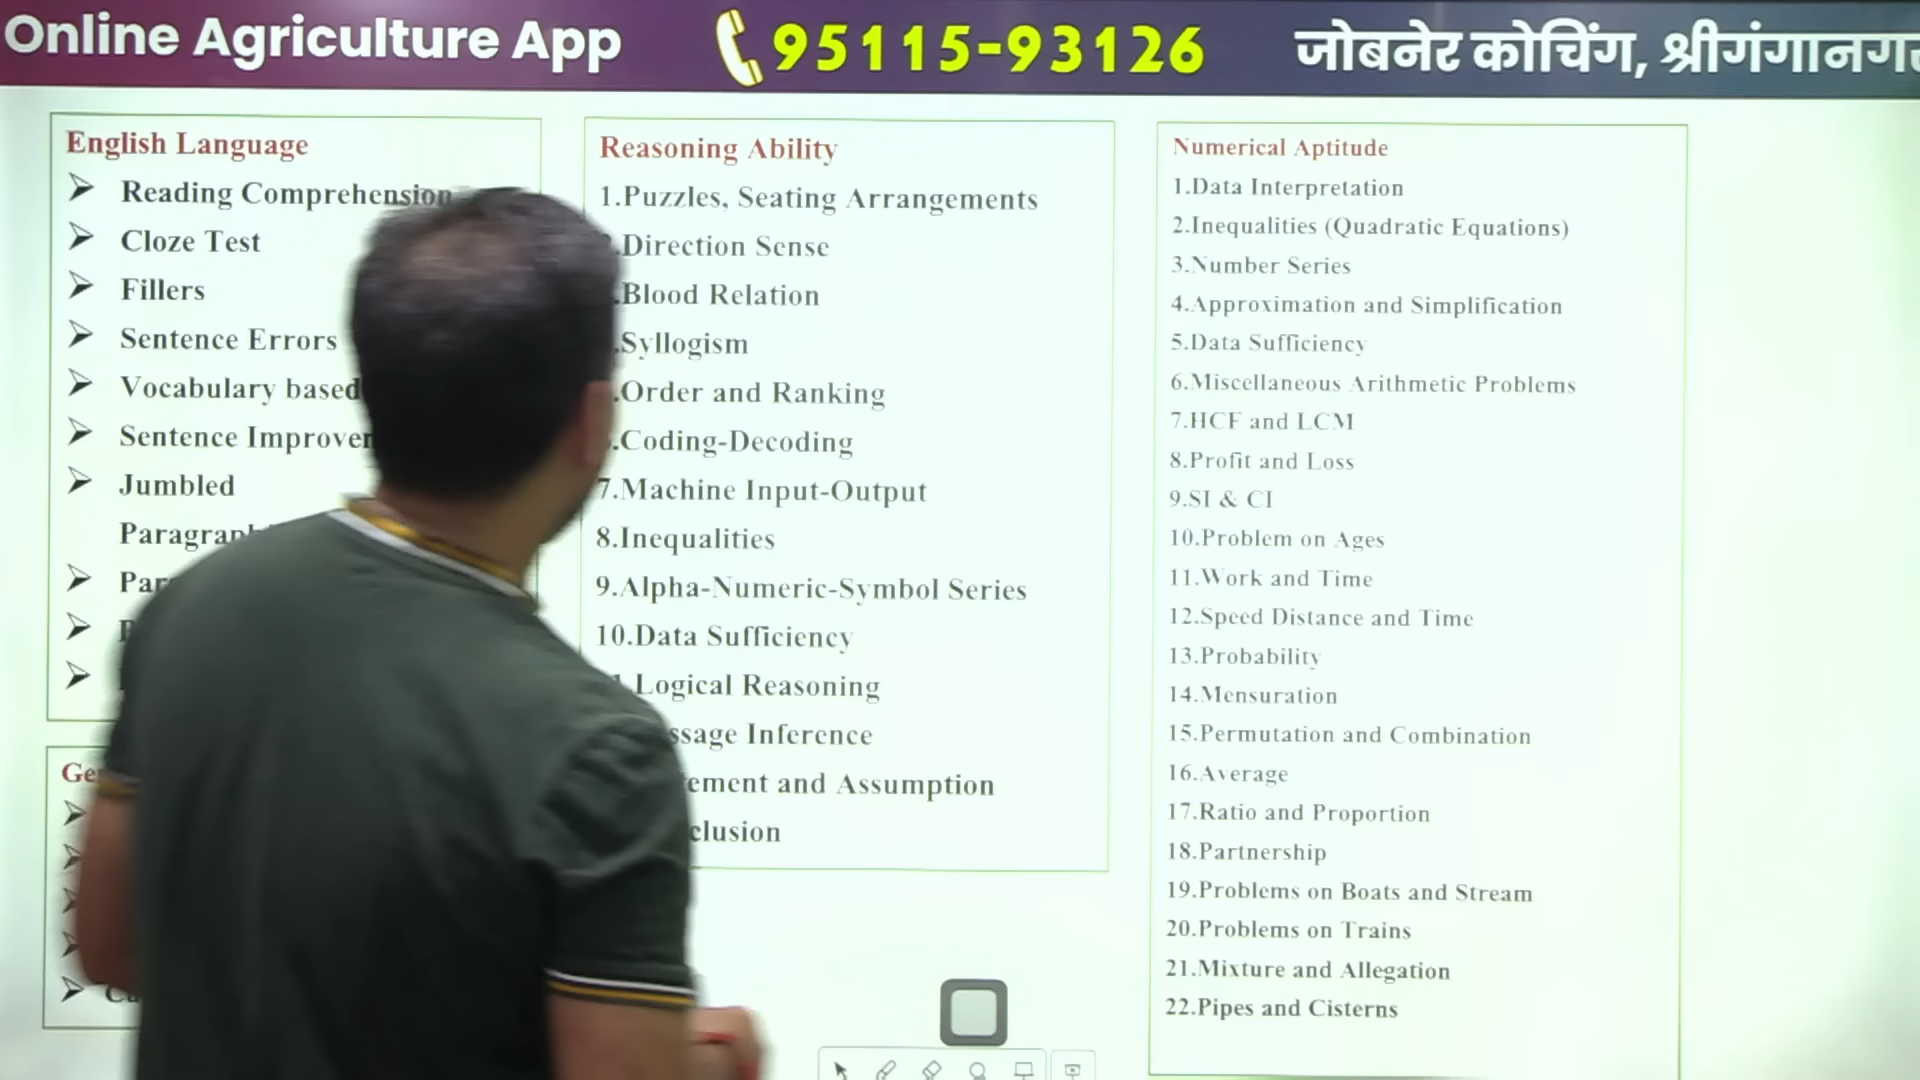 Online Agriculture App
95115-93126
जोबनेर कोचिंग,
English Language
Reading Comprehension
Cloze Test
Fillers
Sentence Errors
Vocabulary based
Sentence
Jumbled
Reasoning Ability
1.Puzzles, Seating Arrangements
Direction Sense
Blood Relation
Syllogism
Order and Ranking
Coding-Decoding
7.Machine Input-Output
8.Inequalities
9.Alpha-Numeric-Symbol Series
10.Data Sufficiency
Logical Reasoning
Inference
and Assumption
Numerical Aptitude
1.Data Interpretation
2.Inequalities (Quadratic Equations)
3.Number Series
4.Approximation and Simplification
5.Data Sufficiency
6.Miscellaneous Arithmetic Problems
7.HCF and LCM
8.Profit and Loss
9.SI & CI
10.Problem on Ages
11.Work and Time
12.Speed Distance and Time
13.Probability
14.Mensuration
15.Permutation and Combination
16.Average
17.Ratio and Proportion
18.Partnership
19.Problems on Boats and Stream
20.Problems on Trains
21.Mixture and Allegation
22.Pipes and Cisterns